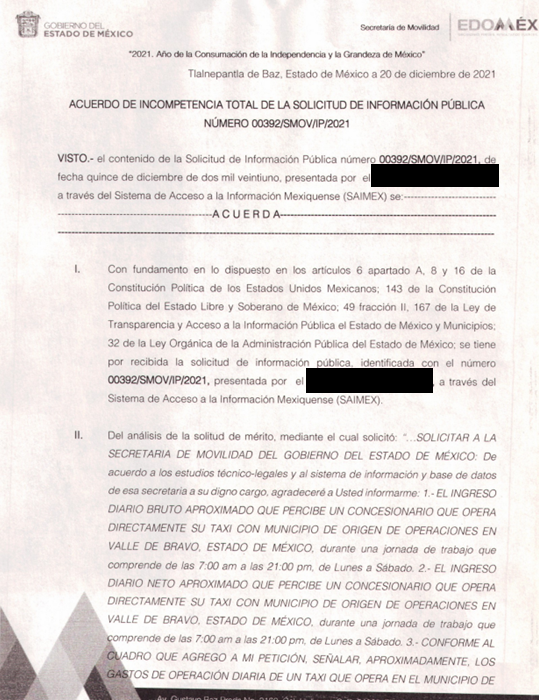 GOBIERNO DEL
ESTADO DE MÉXICO
Secretaría de Movilidad
EDOMÉX
"2021. Año de la Consumación de la Independencia y la Grandeza de México"
Tlalnepantla de Baz, Estado de México a 20 de diciembre de 2021
ACUERDO DE INCOMPETENCIA TOTAL DE LA SOLICITUD DE INFORMACIÓN PÚBLICA
NÚMERO 00392/SMOV/IP/2021
VISTO.- el contenido de la Solicitud de Información Pública número 00392/SMOV/IP/2021, de
fecha quince de diciembre de dos mil veintiuno, presentada por el
a través del Sistema de Acceso a la Información Mexiquense (SAIMEX) se:----------------------------
--------------------------------------------A C U E R D A------------------------------------------------------------
------------------------------------------------------------------------------------------------------------------------
I. Con fundamento en lo dispuesto en los artículos 6 apartado A, 8 y 16 de la
Constitución Política de los Estados Unidos Mexicanos; 143 de la Constitución
Política del Estado Libre y Soberano de México; 49 fracción II, 167 de la Ley de
Transparencia y Acceso a la Información Pública el Estado de México y Municipios;
32 de la Ley Orgánica de la Administración Pública del Estado de México; se tiene
por recibida la solicitud de información pública, identificada con el número
00392/SMOV/IP/2021, presentada por el , a través del
Sistema de Acceso a la Información Mexiquense (SAIMEX).
II. Del análisis de la solitud de mérito, mediante el cual solicitó: "...SOLICITAR A LA
SECRETARIA DE MOVILIDAD DEL GOBIERNO DEL ESTADO DE MÉXICO: De
acuerdo a los estudios técnico-legales y al sistema de información y base de datos
de esa secretaria a su digno cargo, agradeceré a Usted informarme: 1.- EL INGRESO
DIARIO BRUTO APROXIMADO QUE PERCIBE UN CONCESIONARIO QUE OPERA
DIRECTAMENTE SU TAXI CON MUNICIPIO DE ORIGEN DE OPERACIONES EN
VALLE DE BRAVO, ESTADO DE MÉXICO, durante una jornada de trabajo que
comprende de las 7:00 am a las 21:00 pm, de Lunes a Sábado. 2.- EL INGRESO
DIARIO NETO APROXIMADO QUE PERCIBE UN CONCESIONARIO QUE OPERA
DIRECTAMENTE SU TAXI CON MUNICIPIO DE ORIGEN DE OPERACIONES EN
VALLE DE BRAVO, ESTADO DE MÉXICO, durante una jornada de trabajo que
comprende de las 7:00 am a las 21:00 pm, de Lunes a Sábado. 3.- CONFORME AL
CUADRO QUE AGREGO A MI PETICIÓN, SEÑALAR, APROXIMADAMENTE, LOS
GASTOS DE OPERACIÓN DIARIA DE UN TAXI QUE OPERA EN EL MUNICIPIO DE